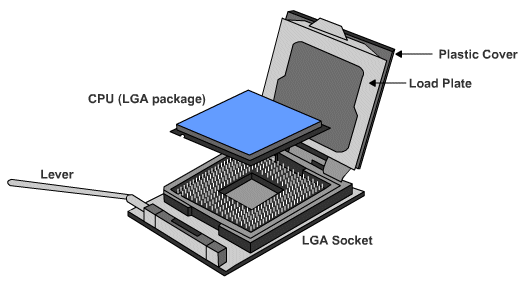 Plastic Cover
Load Plate
CPU (LGA package)
Lever
LGA Socket